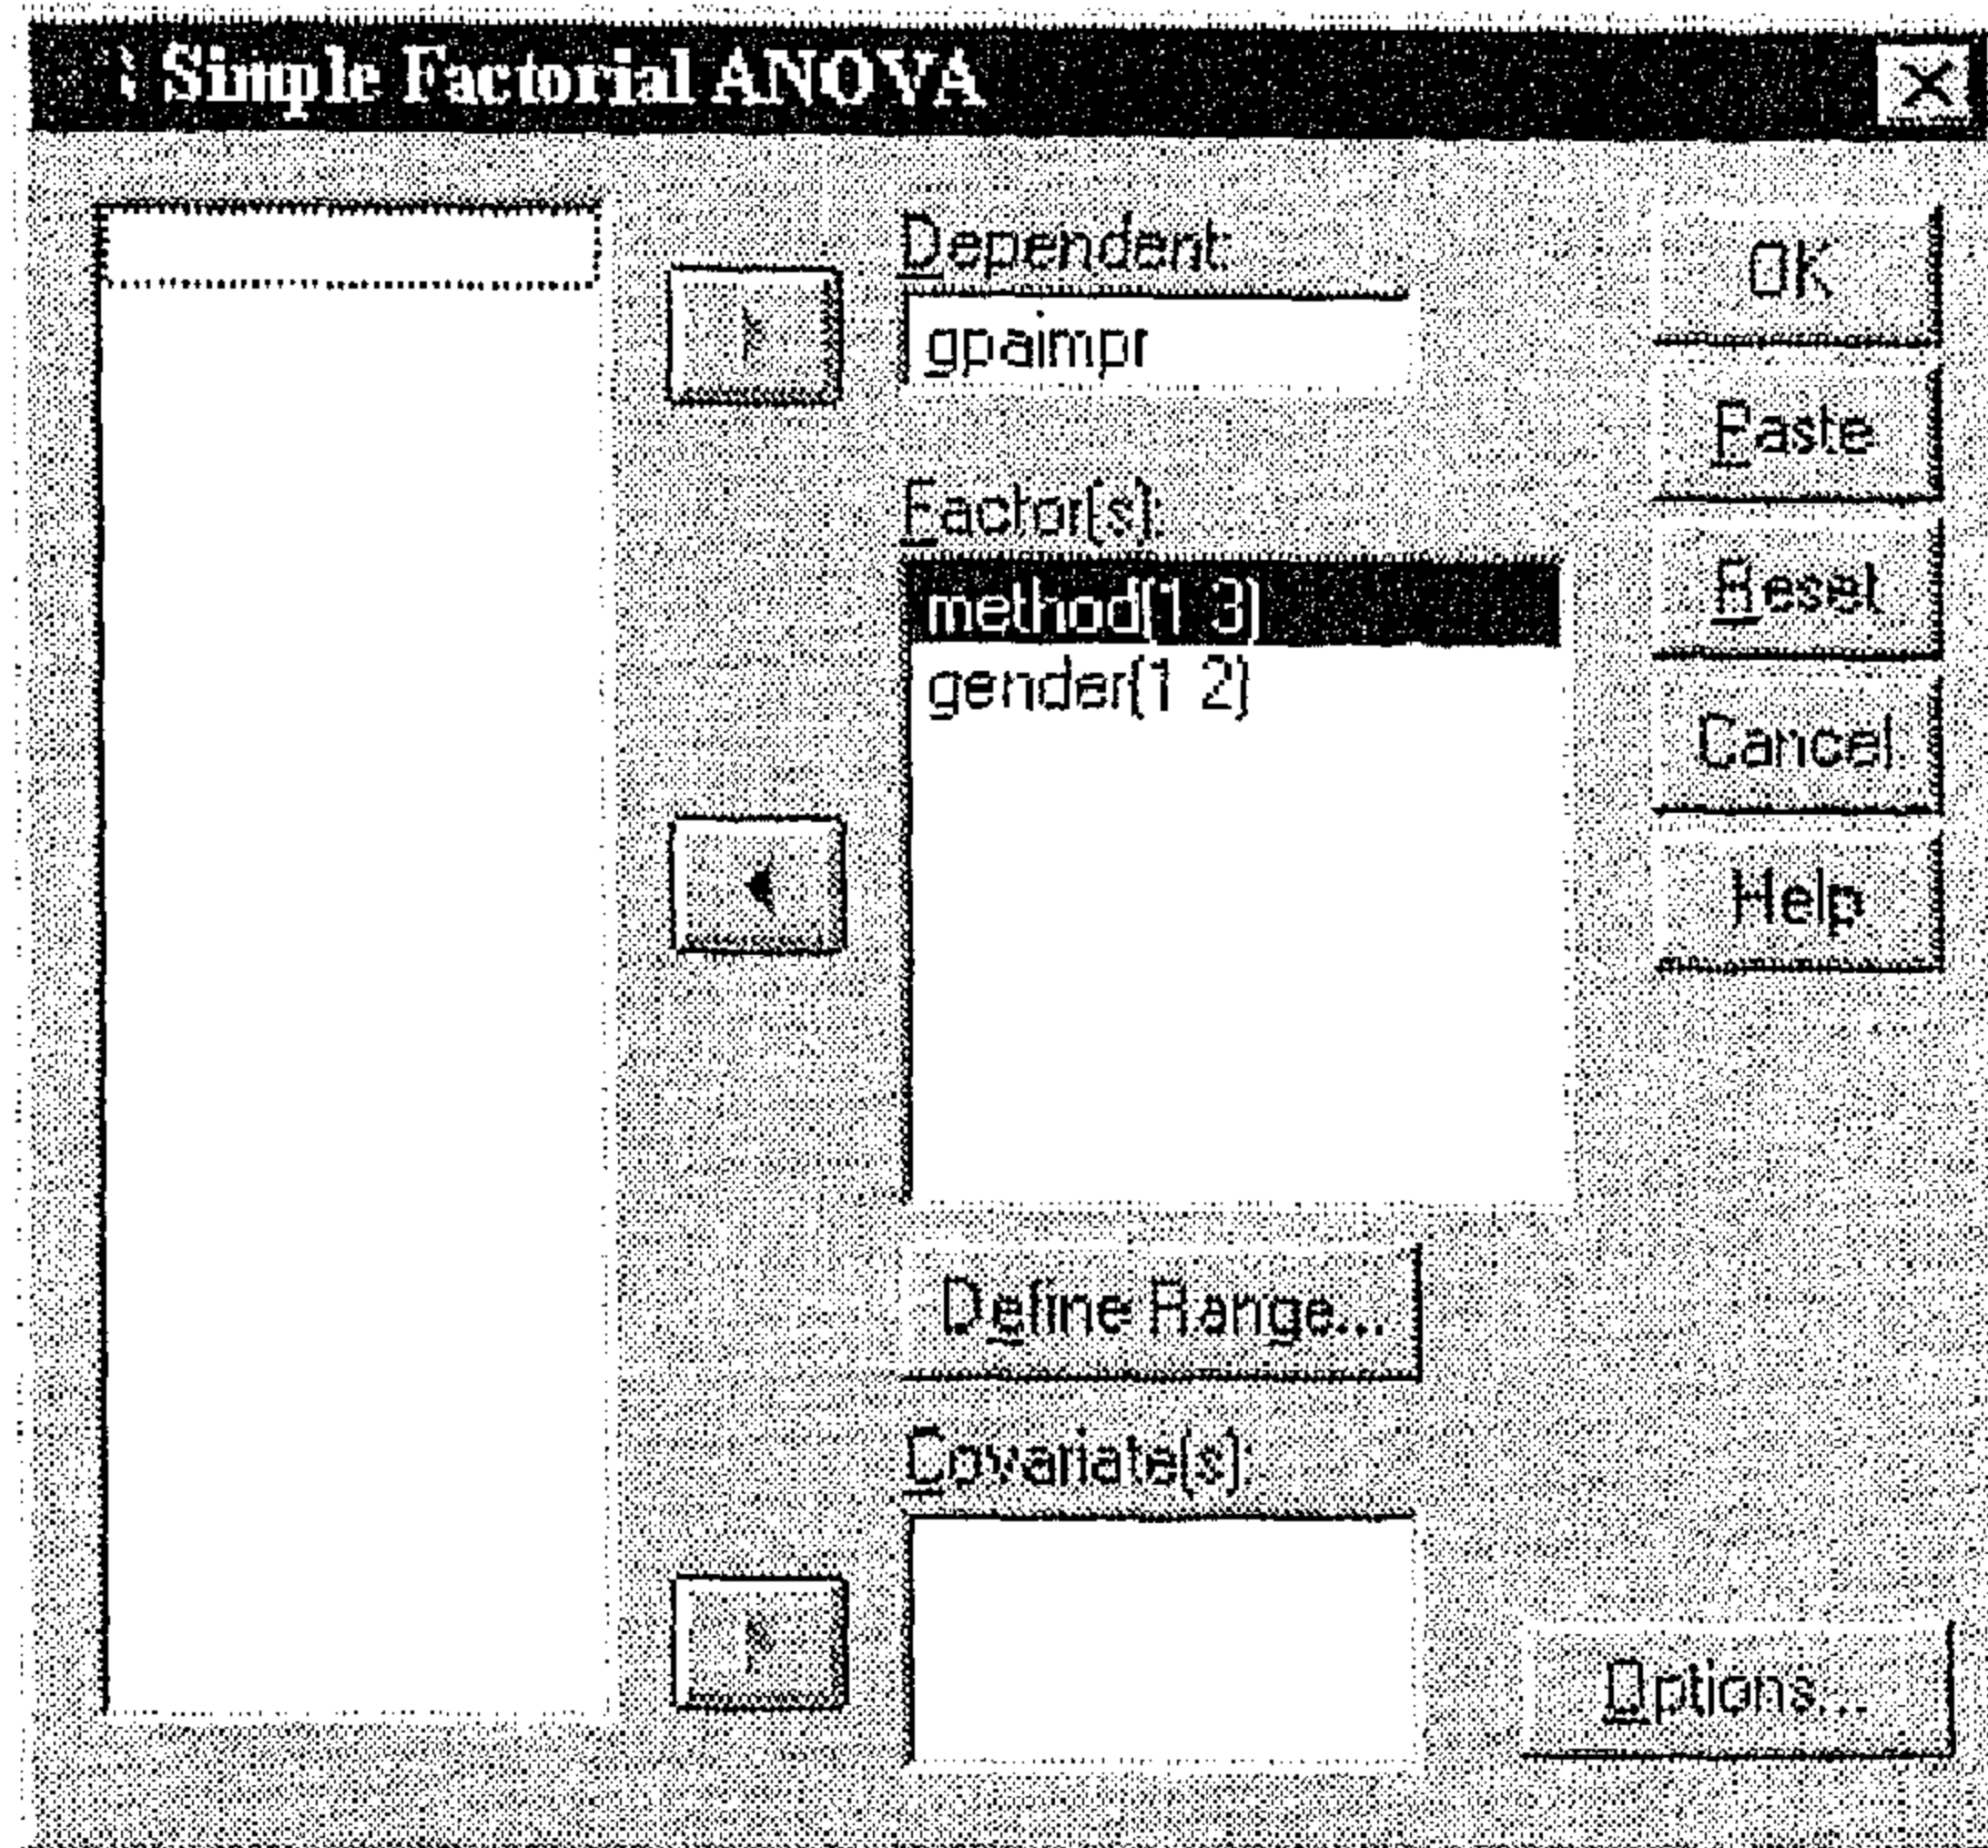 Simple Factorial ANOVA
Dependent:
gpaimpr
Factor(s):
method(1 3)
gender(1 2)
Define Range...
Covariate(s):
OK
Paste
Reset
Cancel
Help
Options...